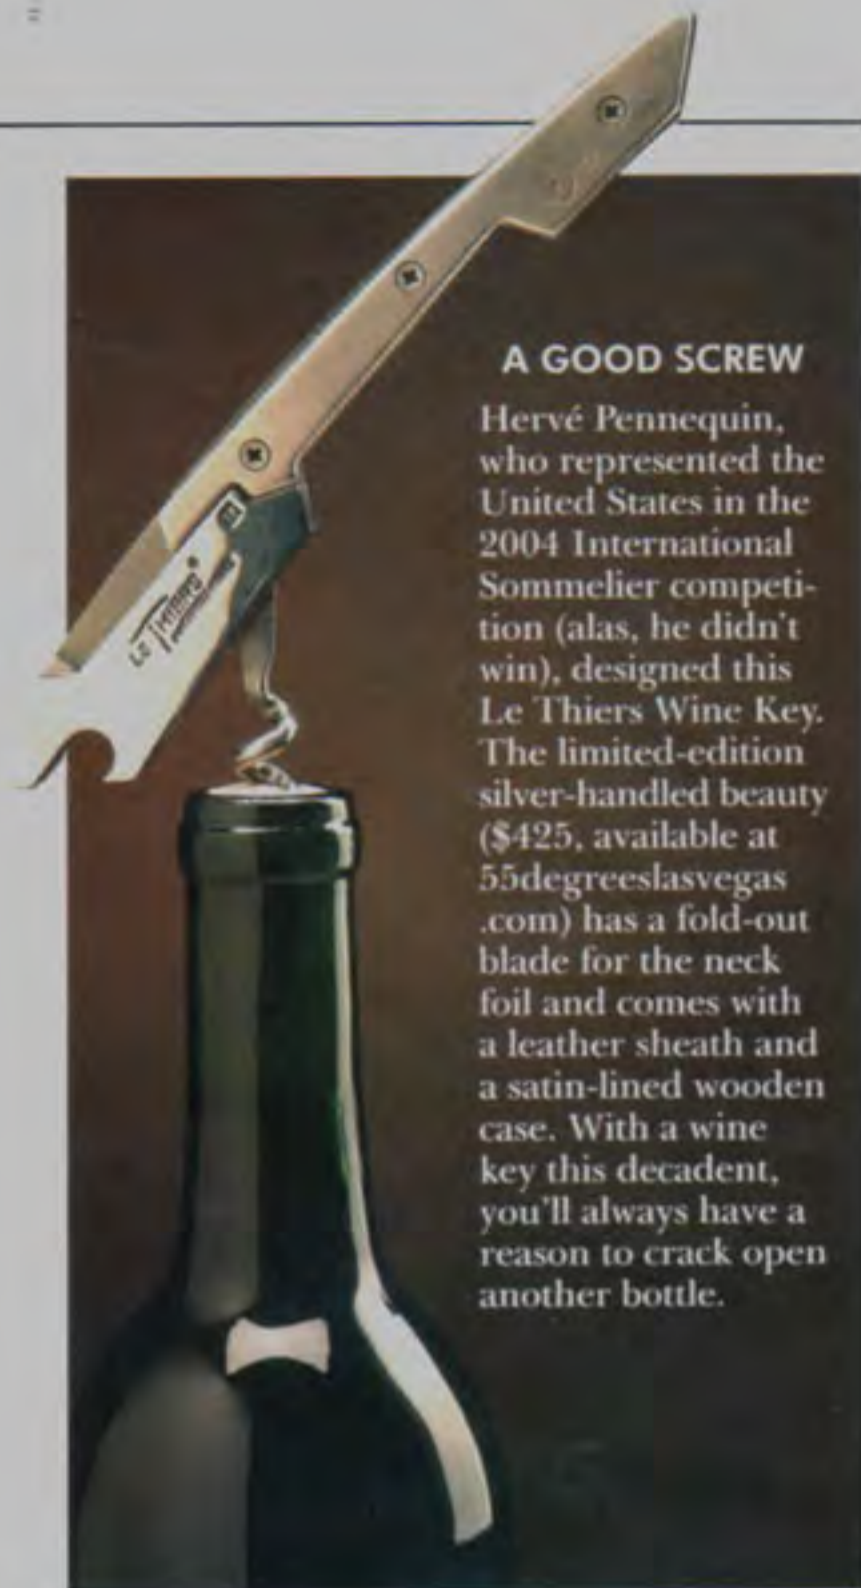 A GOOD SCREW
Hervé Pennequin,
who represented the
United States in the
2004 International
Sommelier competi-
tion (alas, he didn't
win), designed this
Le Thiers Wine Key.
The limited-edition
silver-handled beauty
($425, available at
55degreeslasvegas
.com) has a fold-out
blade for the neck
foil and comes with
a leather sheath and
a satin-lined wooden
case. With a wine
key this decadent,
you'll always have a
reason to crack open
another bottle.
LE THIERS®